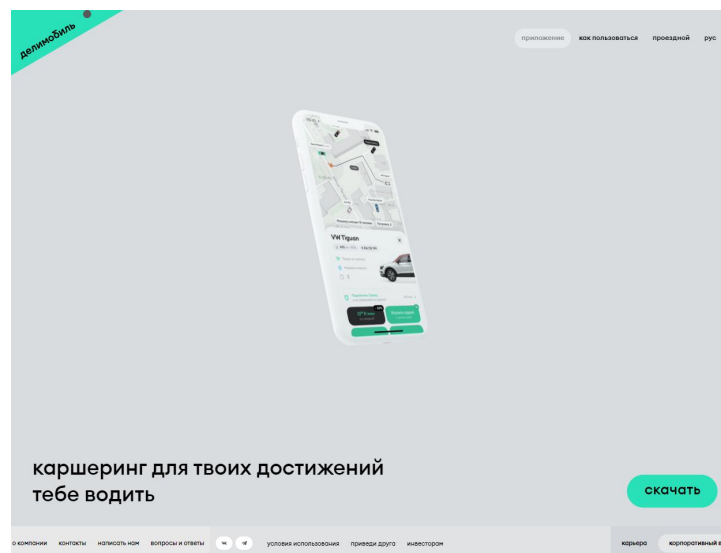 делимобиль
приложение как пользоваться проездной рус
VW Tiguan
каршеринг для твоих достижений
тебе водить
скачать
о компании контакты написать нам вопросы и ответы условия использования приведи друга инвесторам карьера корпоративный